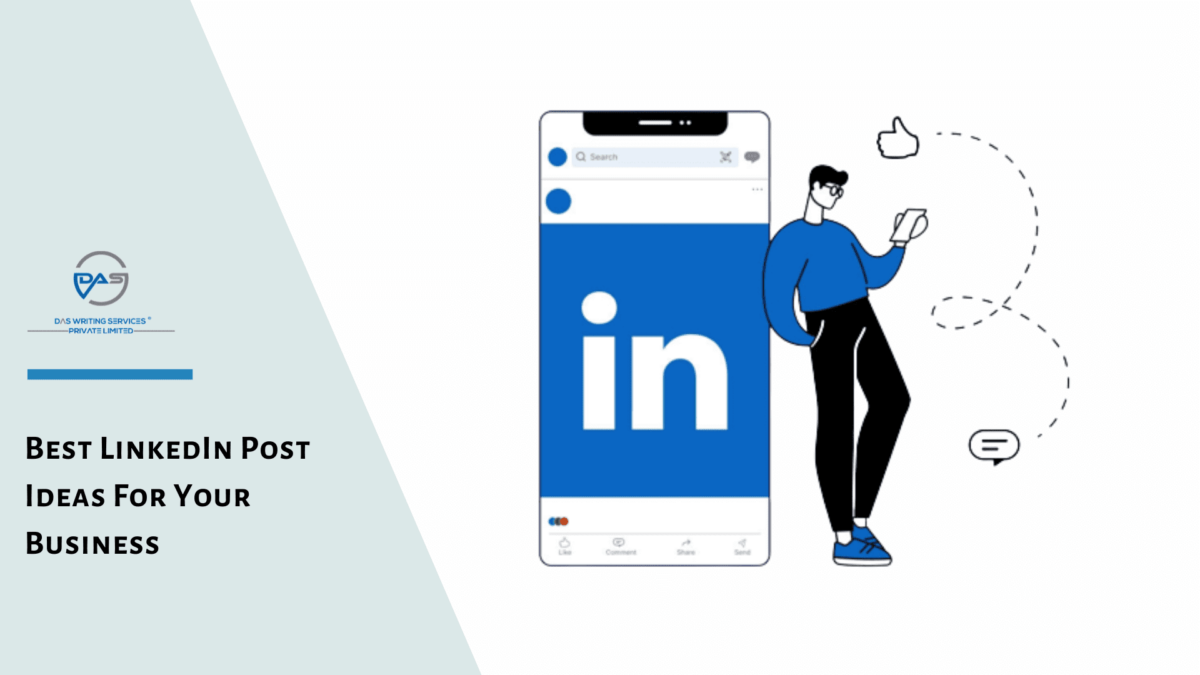 DAS
DAS WRITING SERVICES
PRIVATE LIMITED
Best LinkedIn Post
Ideas For Your
Business
Search
in
Like
Comment
Share
Send